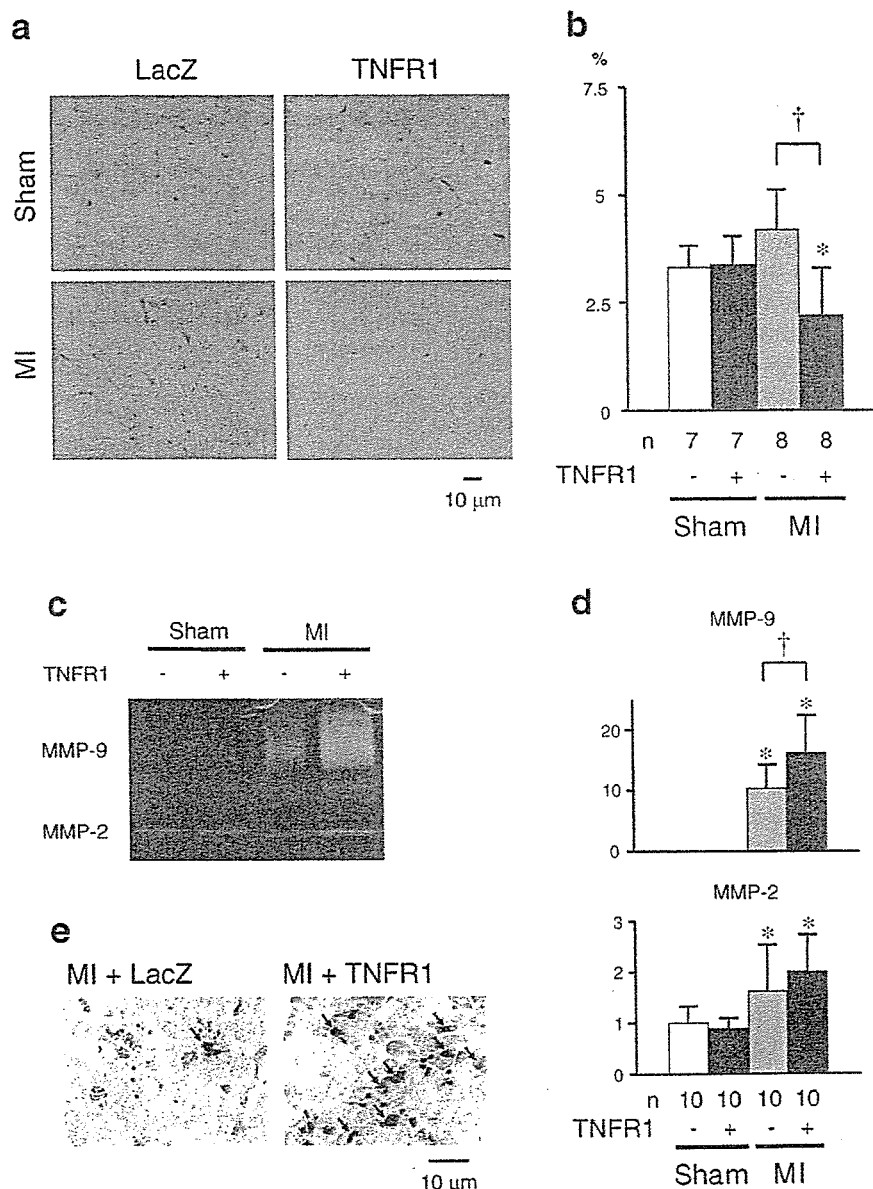 a
LacZ TNFR1
Sham
MI
10 µm
b
%
7.5
†
5
*
2.5
0
n 7 7 8 8
TNFR1 - + - +
Sham MI
c
Sham MI
TNFR1 - + - +
MMP-9
MMP-2
d
MMP-9
†
*
*
20
10
0
MMP-2
3
* *
2
1
0
n 10 10 10 10
TNFR1 - + - +
Sham MI
e
MI + LacZ MI + TNFR1
10 µm